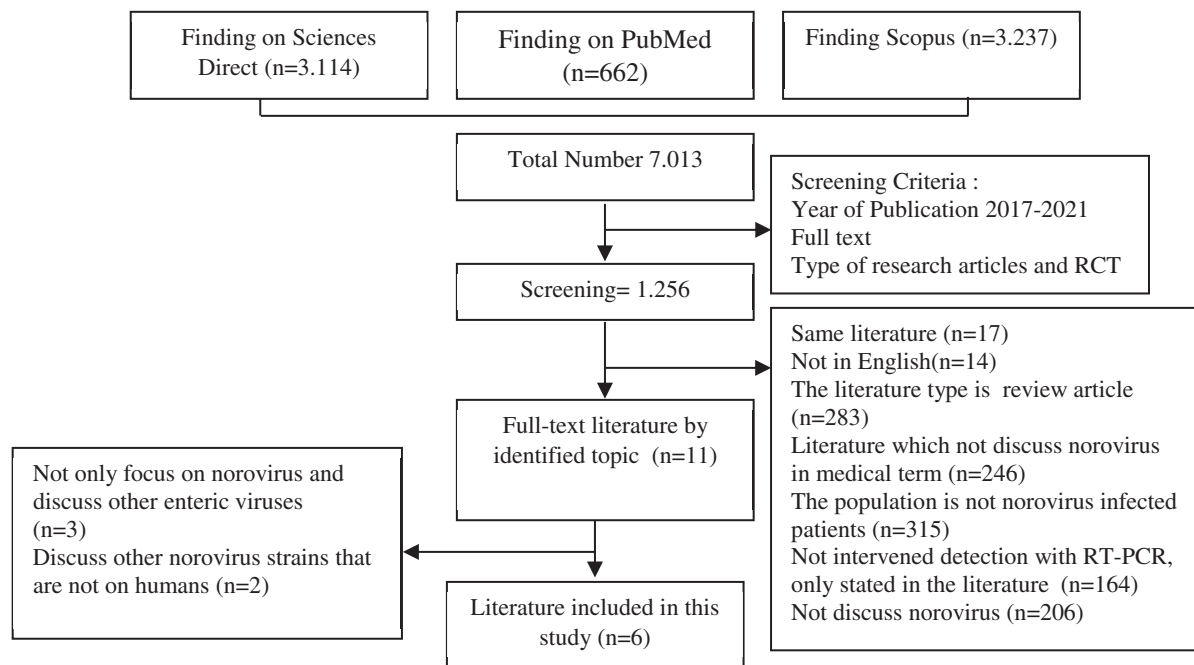 Finding on Sciences
Direct (n=3.114)
Finding on PubMed
(n=662)
Finding Scopus (n=3.237)
Total Number 7.013
Screening Criteria :
Year of Publication 2017-2021
Full text
Type of research articles and RCT
Screening= 1.256
Same literature (n=17)
Not in English(n=14)
The literature type is review article
(n=283)
Literature which not discuss norovirus
in medical term (n=246)
The population is not norovirus infected
patients (n=315)
Not intervened detection with RT-PCR,
only stated in the literature (n=164)
Not discuss norovirus (n=206)
Full-text literature by
identified topic (n=11)
Not only focus on norovirus and
discuss other enteric viruses
(n=3)
Discuss other norovirus strains that
are not on humans (n=2)
Literature included in this
study (n=6)